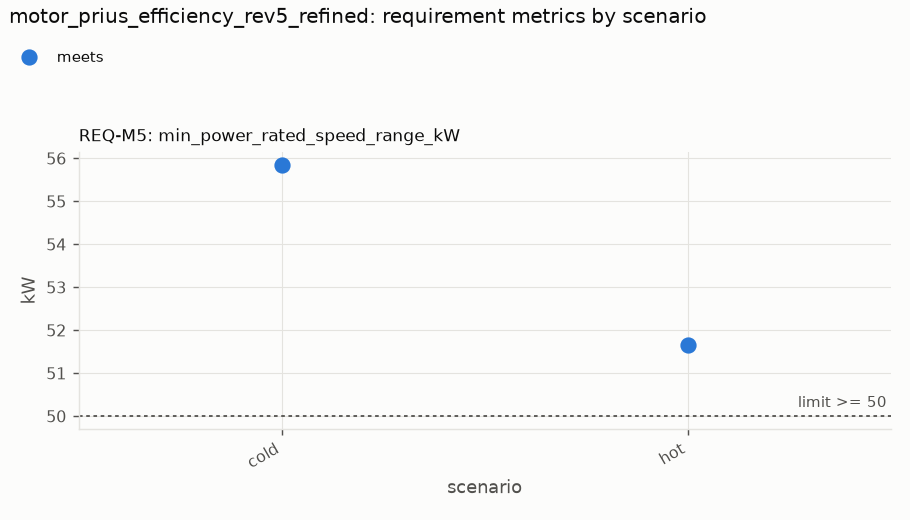 motor_prius_efficiency_rev5_refined: requirement metrics by scenario
meets
REQ-M5: min_power_rated_speed_range_kW
56
55
54
53
52
51
50
kW
limit >= 50
cold
hot
scenario